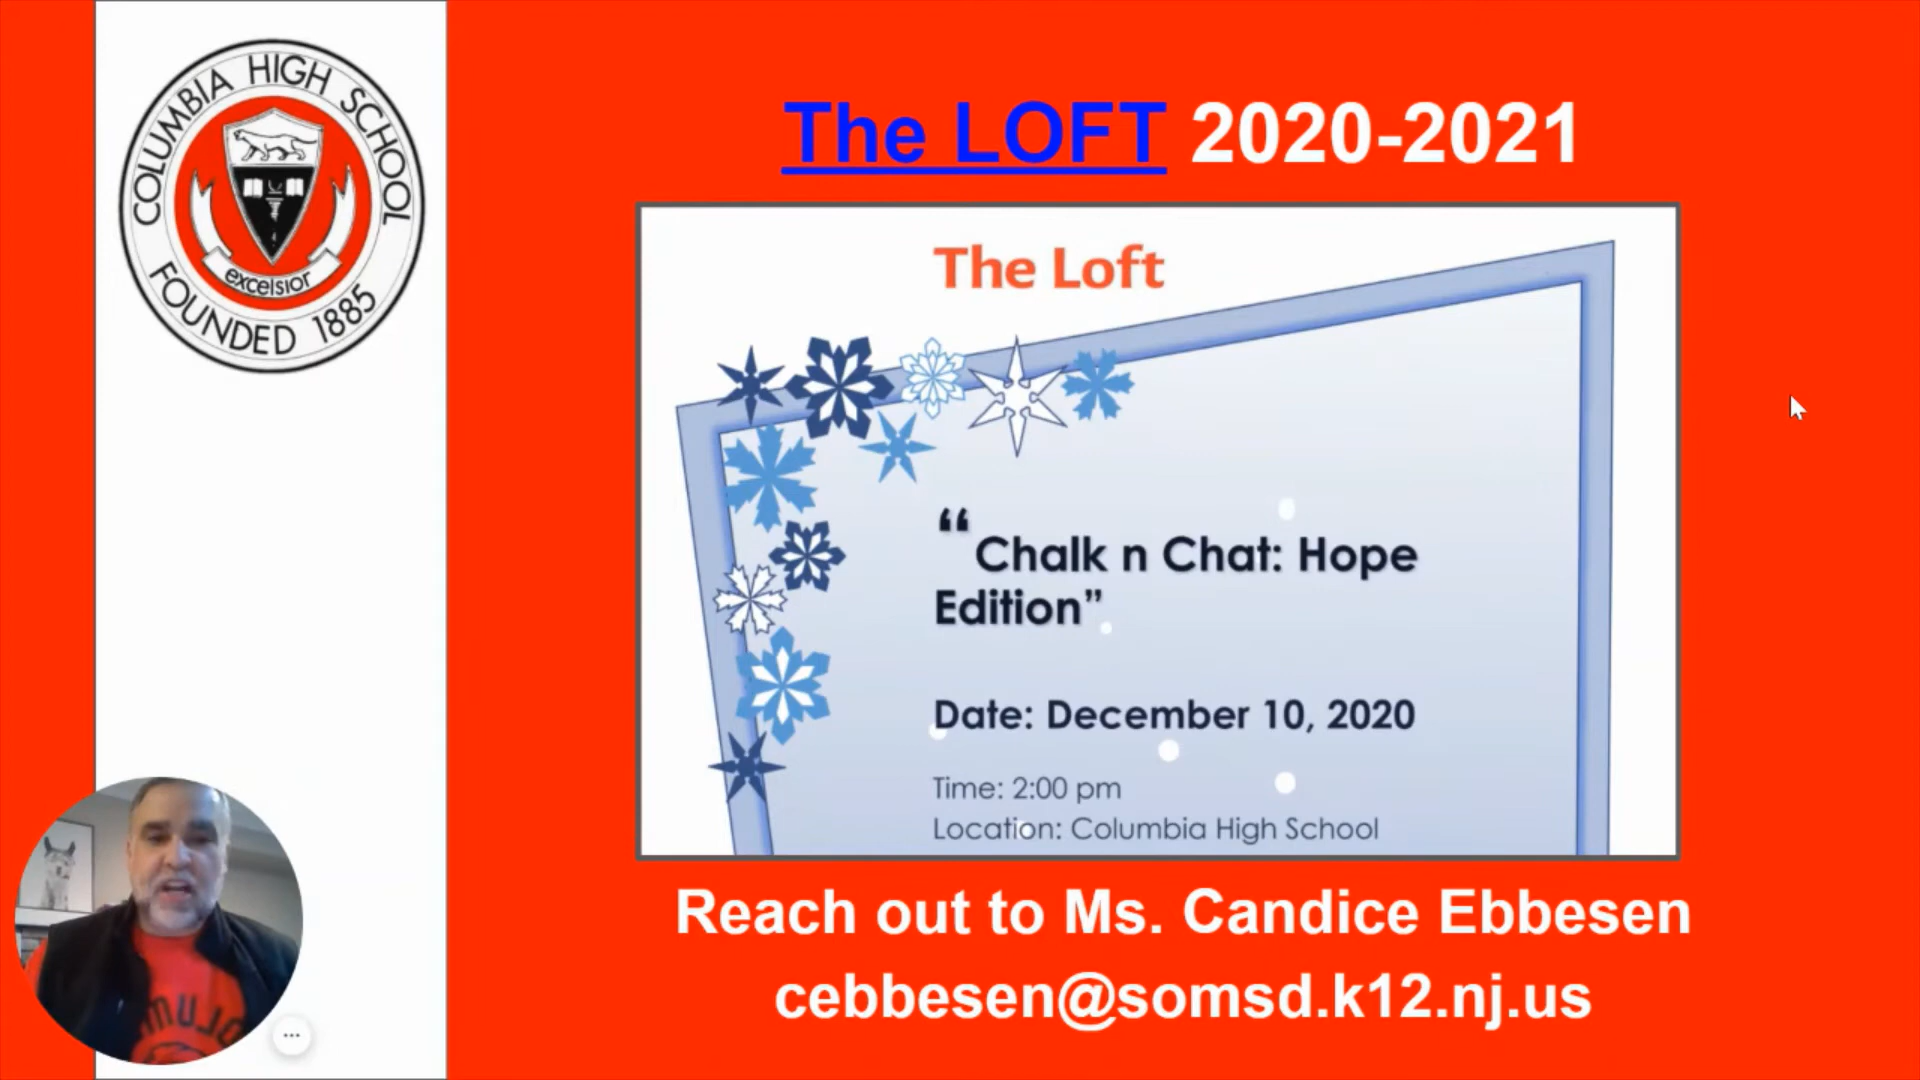 COLUMBIA HIGH SCHOOL
excelsior
FOUNDED 1885
The LOFT 2020-2021
The Loft
“Chalk n Chat: Hope
Edition”
Date: December 10, 2020
Time: 2:00 pm
Location: Columbia High School
Reach out to Ms. Candice Ebbesen
cebbesen@somsd.k12.nj.us